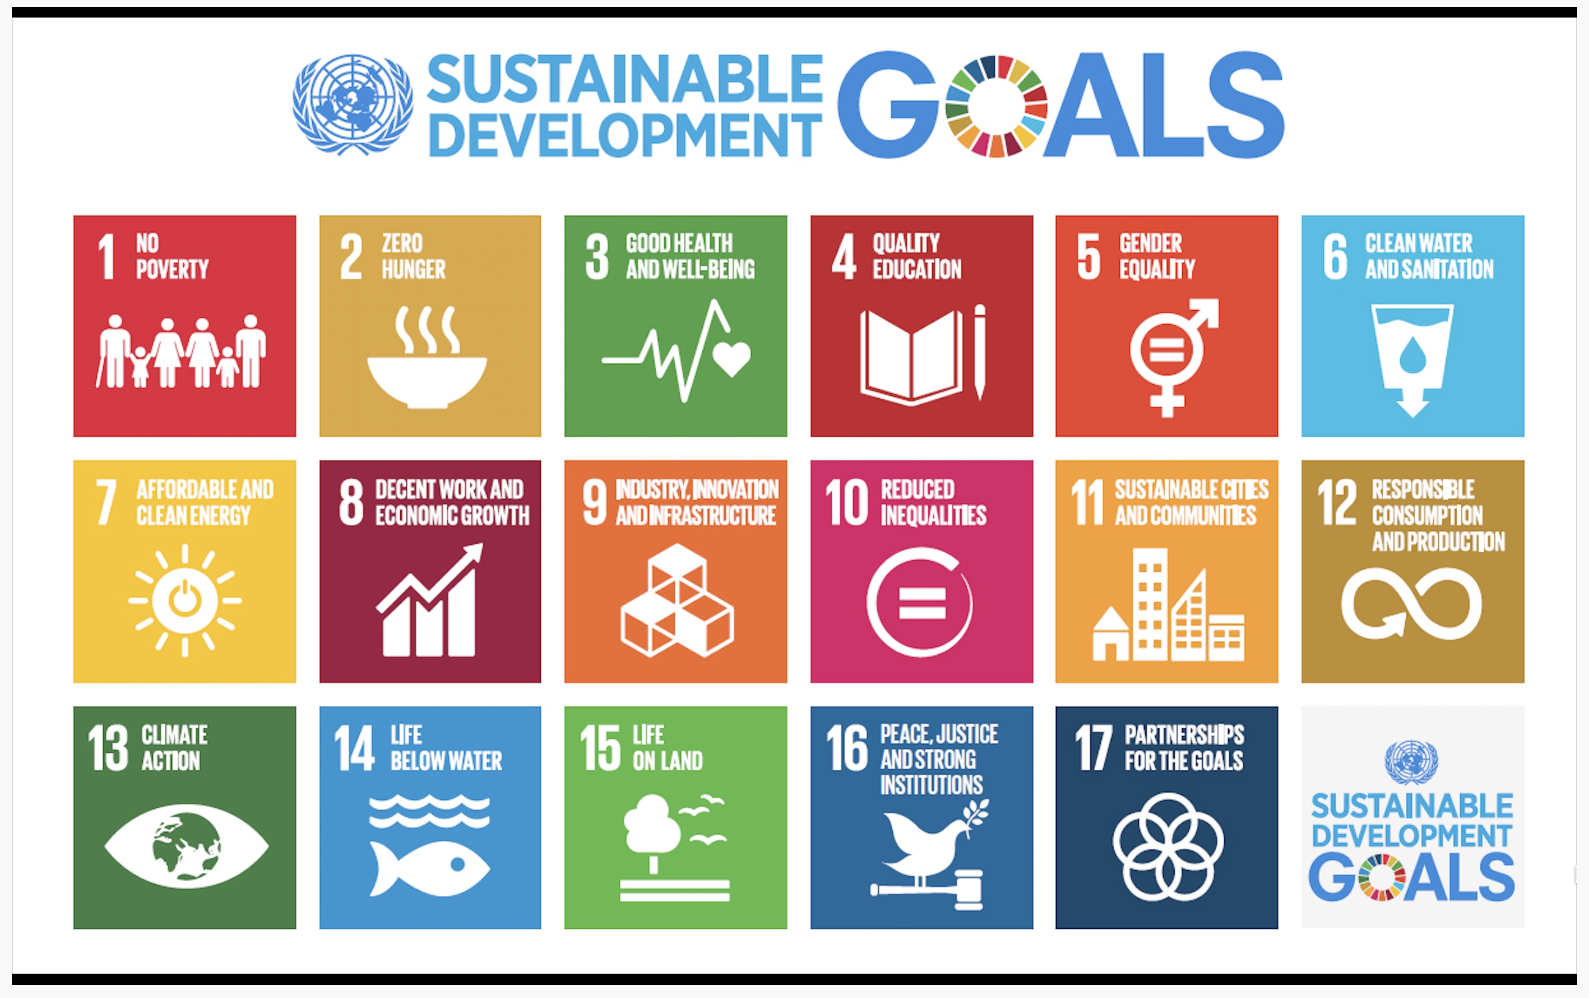 SUSTAINABLE
DEVELOPMENT
GOALS
1 NO
POVERTY
2 ZERO
HUNGER
3 GOOD HEALTH
AND WELL-BEING
4 QUALITY
EDUCATION
5 GENDER
EQUALITY
6 CLEAN WATER
AND SANITATION
7 AFFORDABLE AND
CLEAN ENERGY
8 DECENT WORK AND
ECONOMIC GROWTH
9 INDUSTRY, INNOVATION
AND INFRASTRUCTURE
10 REDUCED
INEQUALITIES
11 SUSTAINABLE CITIES
AND COMMUNITIES
12 RESPONSIBLE
CONSUMPTION
AND PRODUCTION
13 CLIMATE
ACTION
14 LIFE
BELOW WATER
15 LIFE
ON LAND
16 PEACE, JUSTICE
AND STRONG
INSTITUTIONS
17 PARTNERSHIPS
FOR THE GOALS
SUSTAINABLE
DEVELOPMENT
GOALS